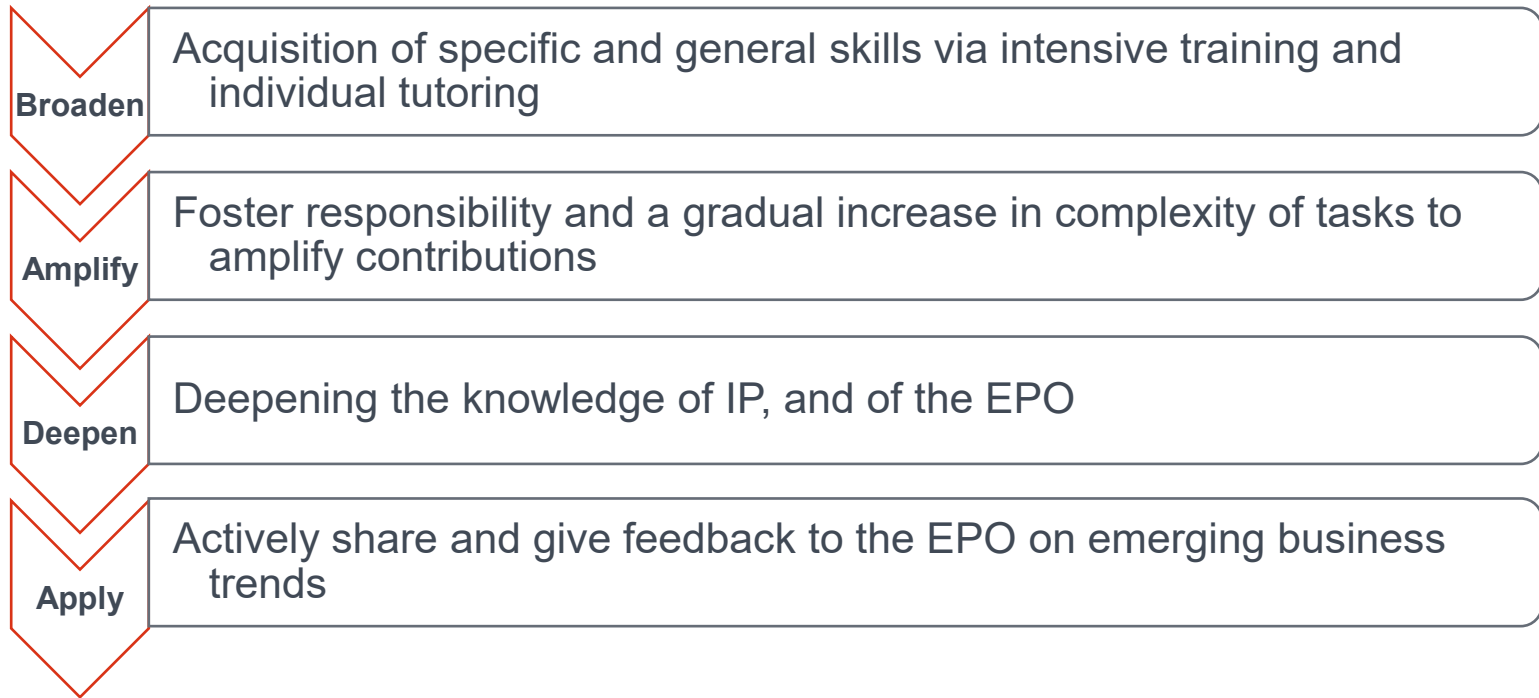 Broaden
Acquisition of specific and general skills via intensive training and
individual tutoring
Amplify
Foster responsibility and a gradual increase in complexity of tasks to
amplify contributions
Deepen
Deepening the knowledge of IP, and of the EPO
Apply
Actively share and give feedback to the EPO on emerging business
trends